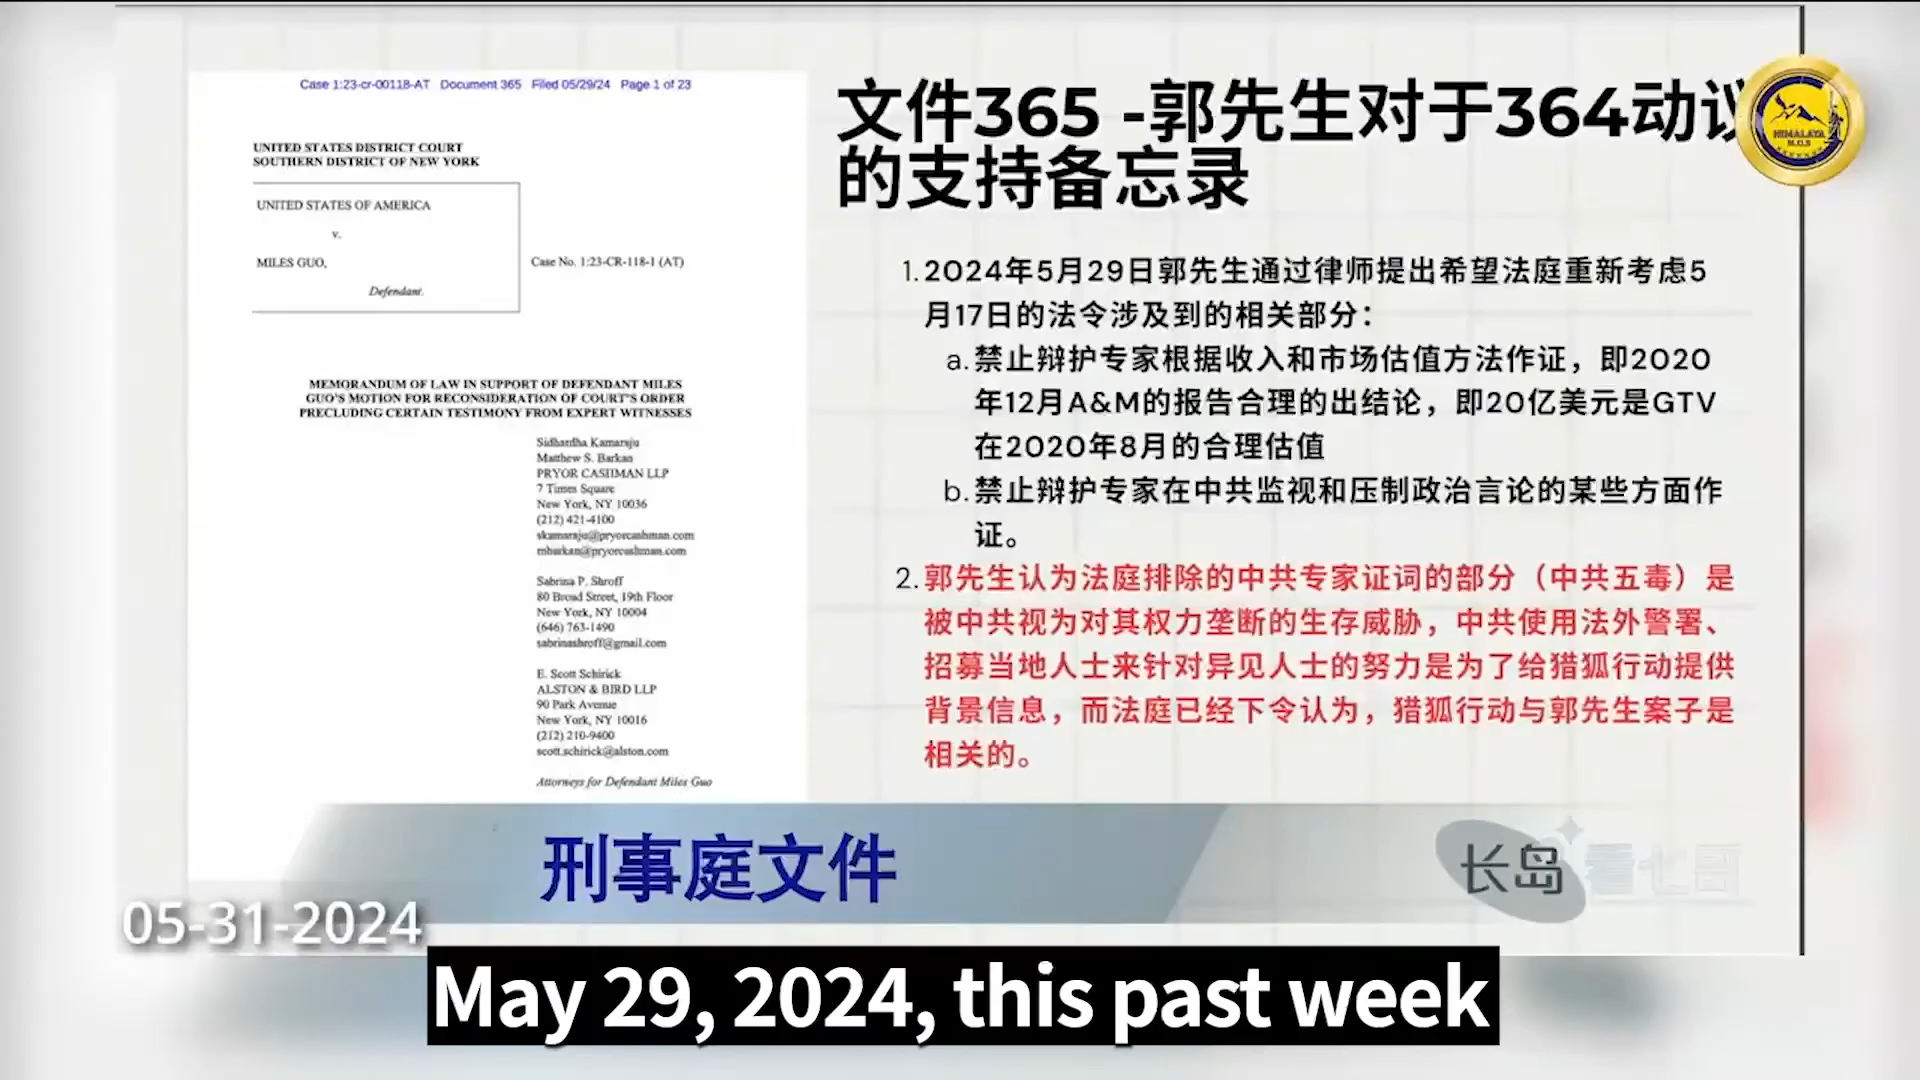 Case 1:23-cr-00118-AT Document 365 Filed 05/29/24 Page 1 of 23
UNITED STATES DISTRICT COURT
SOUTHERN DISTRICT OF NEW YORK
UNITED STATES OF AMERICA
v.
MILES GUO,
Defendant.
Case No. 1:23-CR-118-1 (AT)
MEMORANDUM OF LAW IN SUPPORT OF DEFENDANT MILES
GUO'S MOTION FOR RECONSIDERATION OF COURT'S ORDER
PRECLUDING CERTAIN TESTIMONY FROM EXPERT WITNESSES
Sidhardha Kamaraju
Matthew S. Barkan
PRYOR CASHMAN LLP
7 Times Square
New York, NY 10036
(212) 421-4100
skamaraju@pryorcashman.com
mbarkan@pryorcashman.com
Sabrina P. Shroff
80 Broad Street, 19th Floor
New York, NY 10004
(646) 763-1490
sabrinashroff@gmail.com
E. Scott Schirick
ALSTON & BIRD LLP
90 Park Avenue
New York, NY 10016
(212) 210-9400
scott.schirick@alston.com
Attorneys for Defendant Miles Guo
文件365 -郭先生对于364动议
的支持备忘录
HIMALAYA
1.2024年5月29日郭先生通过律师提出希望法庭重新考虑5
月17日的法令涉及到的相关部分：
a.禁止辩护专家根据收入和市场估值方法作证，即2020
年12月A&M的报告合理的出结论，即20亿美元是GTV
在2020年8月的合理估值
b.禁止辩护专家在中共监视和压制政治言论的某些方面作
证。
2.郭先生认为法庭排除的中共专家证词的部分（中共五毒）是
被中共视为对其权力垄断的生存威胁，中共使用法外警署、
招募当地人士来针对异见人士的努力是为了给猎狐行动提供
背景信息，而法庭已经下令认为，猎狐行动与郭先生案子是
相关的。
刑事庭文件
长岛看七哥
05-31-2024
May 29, 2024, this past week